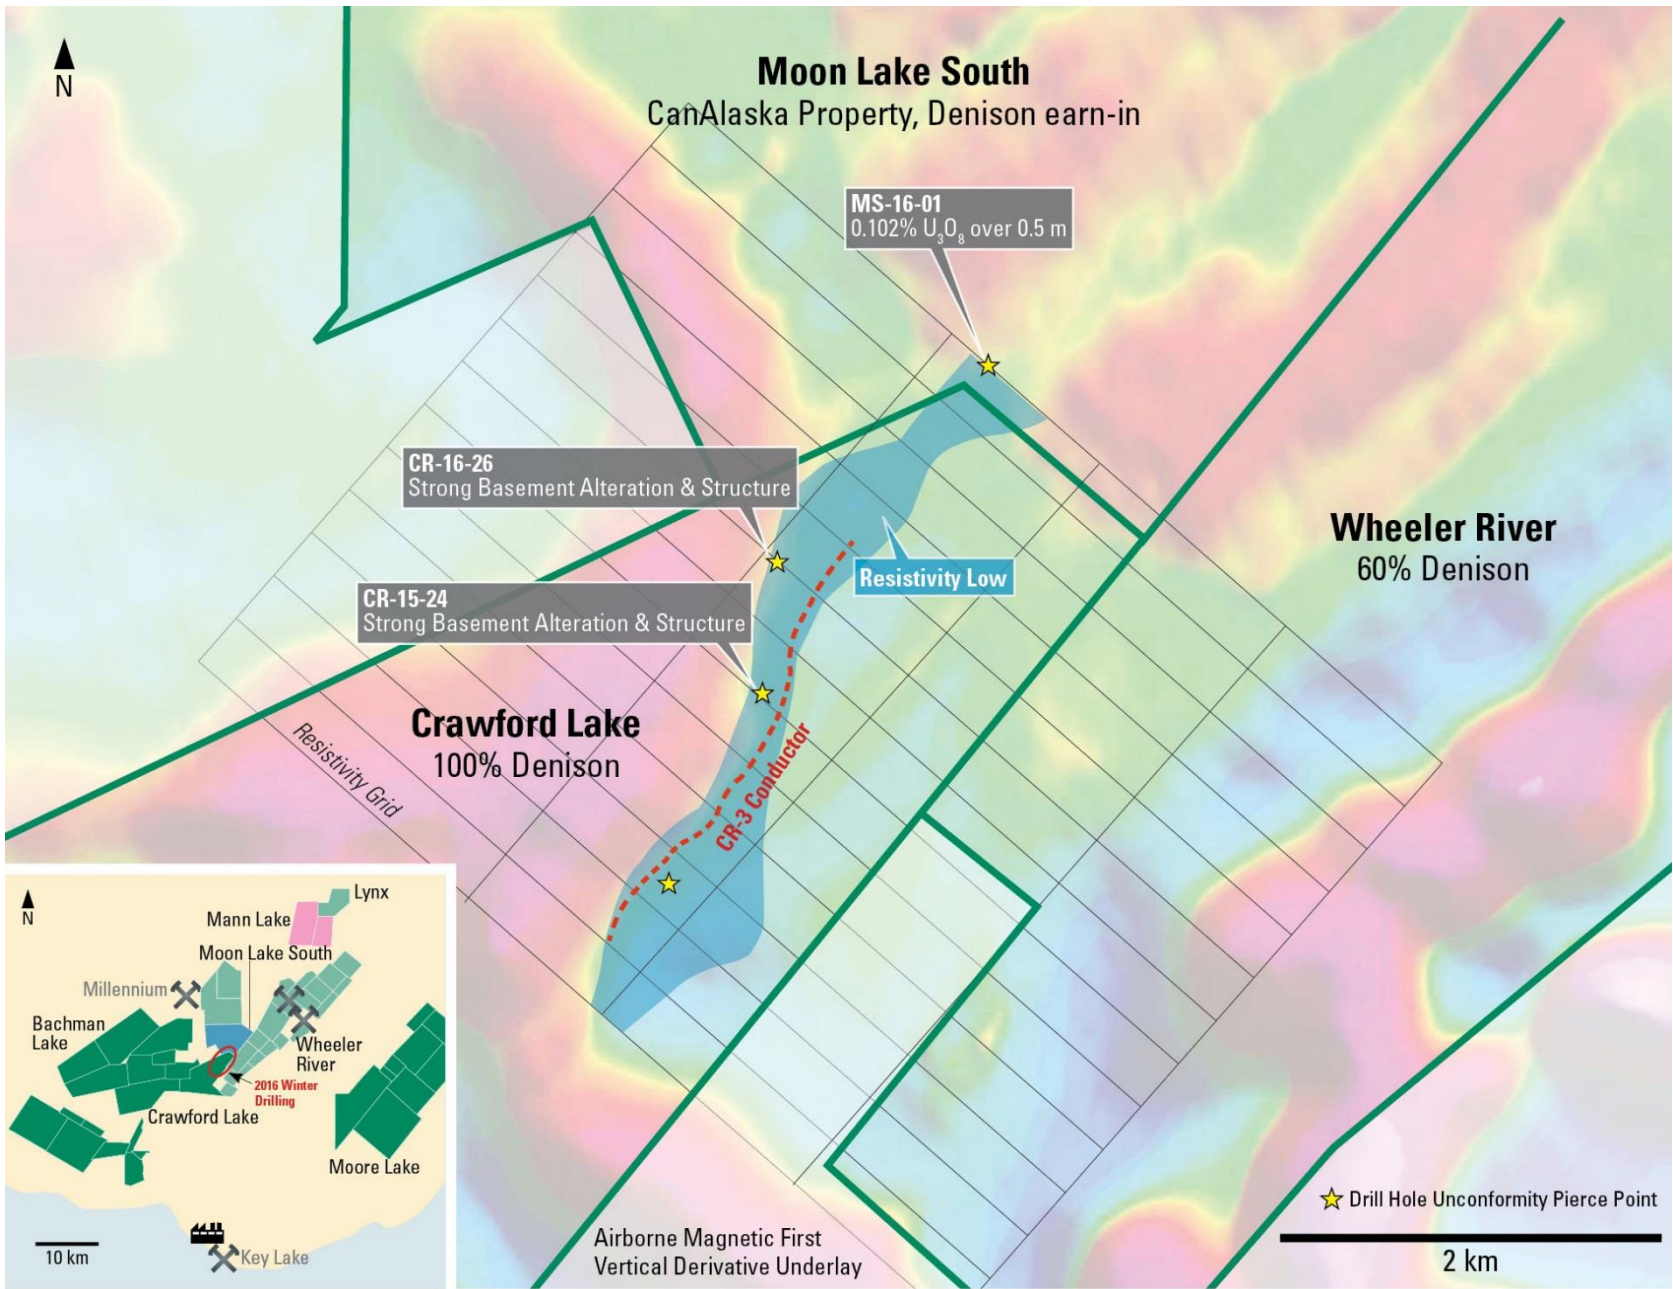 N
Moon Lake South
CanAlaska Property, Denison earn-in
MS-16-01
0.102% U3O8 over 0.5 m
CR-16-26
Strong Basement Alteration & Structure
Wheeler River
60% Denison
Resistivity Low
CR-15-24
Strong Basement Alteration & Structure
Crawford Lake
100% Denison
Resistivity Grid
CR-3 Conductor
N
Lynx
Mann Lake
Moon Lake South
Millennium
Bachman
Lake
Wheeler
River
2016 Winter
Drilling
Crawford Lake
Moore Lake
10 km
Key Lake
Airborne Magnetic First
Vertical Derivative Underlay
Drill Hole Unconformity Pierce Point
2 km